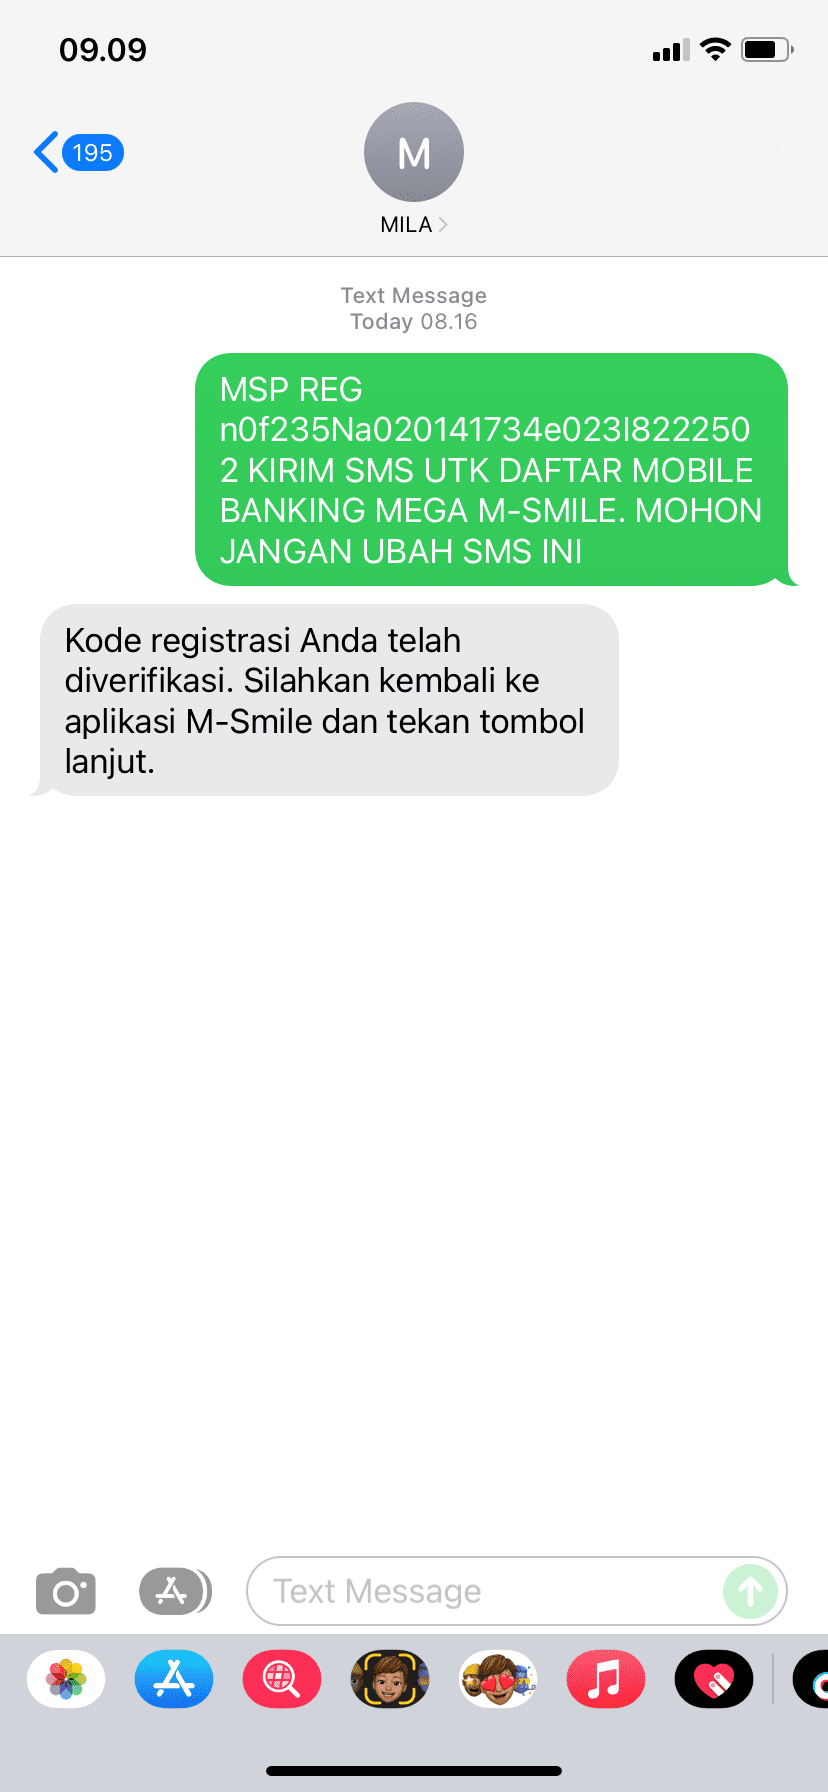 09.09
195
M
MILA
Text Message
Today 08.16
MSP REG
n0f235Na020141734e023l822250
2 KIRIM SMS UTK DAFTAR MOBILE
BANKING MEGA M-SMILE. MOHON
JANGAN UBAH SMS INI
Kode registrasi Anda telah
diverifikasi. Silahkan kembali ke
aplikasi M-Smile dan tekan tombol
lanjut.
Text Message